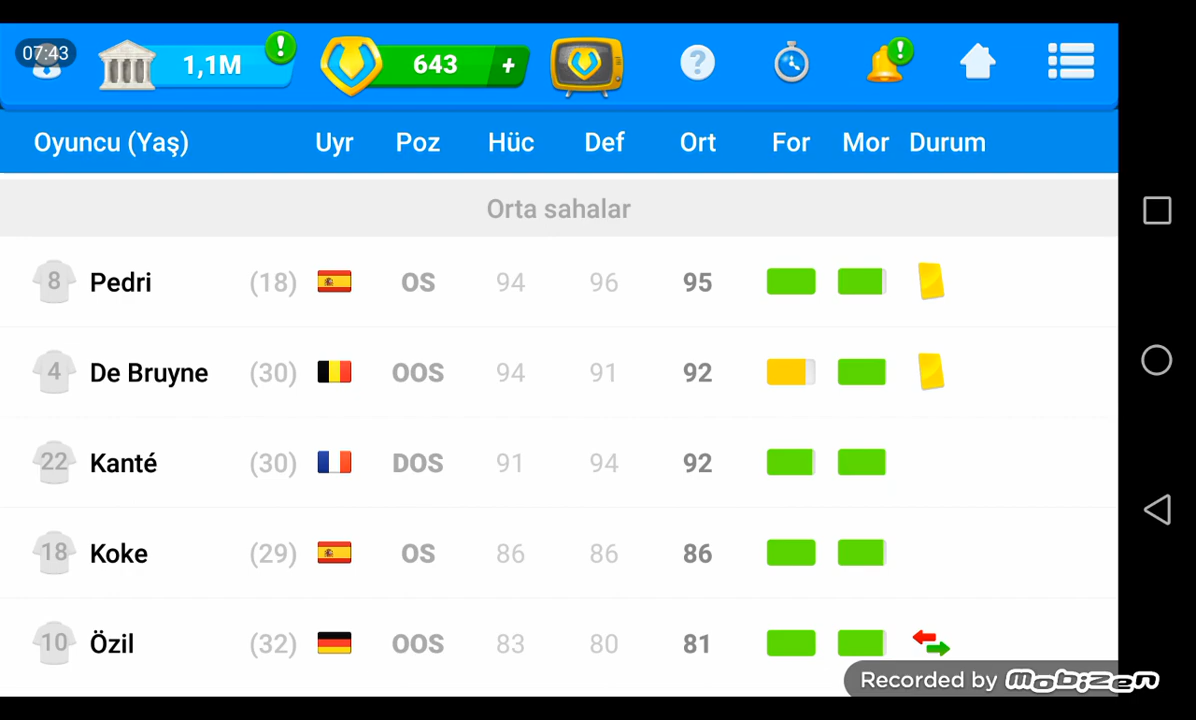 07:43 1,1M 643 +
Oyuncu (Yaş) Uyr Poz Hüc Def Ort For Mor Durum
Orta sahalar
8 Pedri (18) OS 94 96 95
4 De Bruyne (30) OOS 94 91 92
22 Kanté (30) DOS 91 94 92
18 Koke (29) OS 86 86 86
10 Özil (32) OOS 83 80 81
Recorded by Mobizen